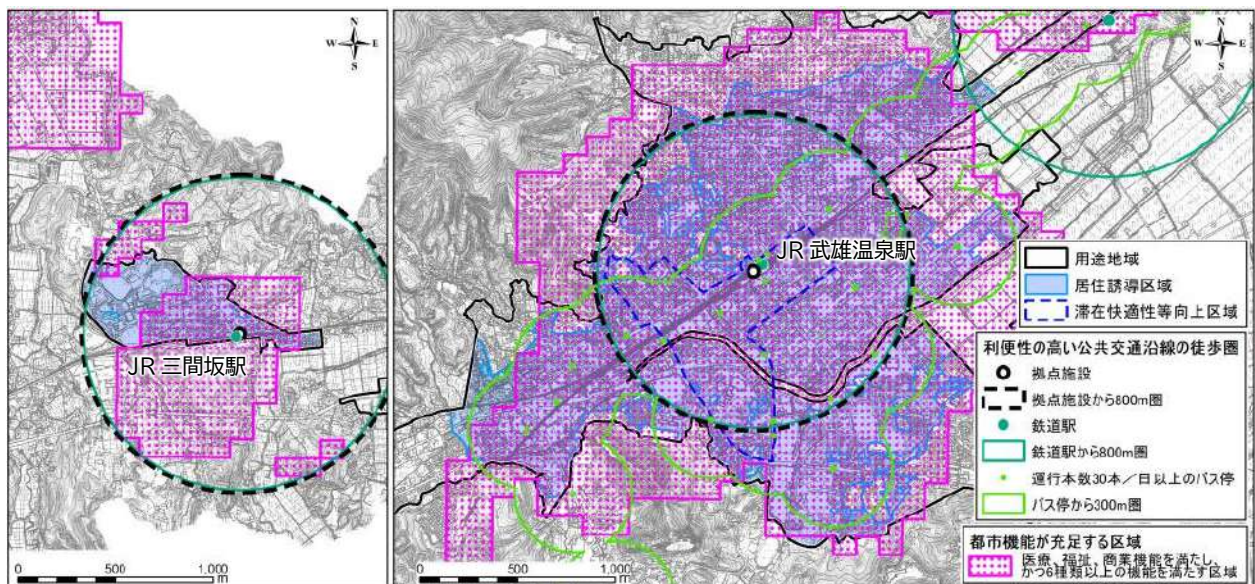 N
W E
S
JR 三間坂駅
0 500 1,000
m
N
W E
S
JR 武雄温泉駅
0 500 1,000
m
用途地域
居住誘導区域
滞在快適性等向上区域
利便性の高い公共交通沿線の徒歩圏
拠点施設
拠点施設から800m圏
鉄道駅
鉄道駅から800m圏
運行本数30本/日以上のバス停
バス停から300m圏
都市機能が充足する区域
医療、福祉、商業機能を満たし、
かつ6種類以上の機能を満たす区域